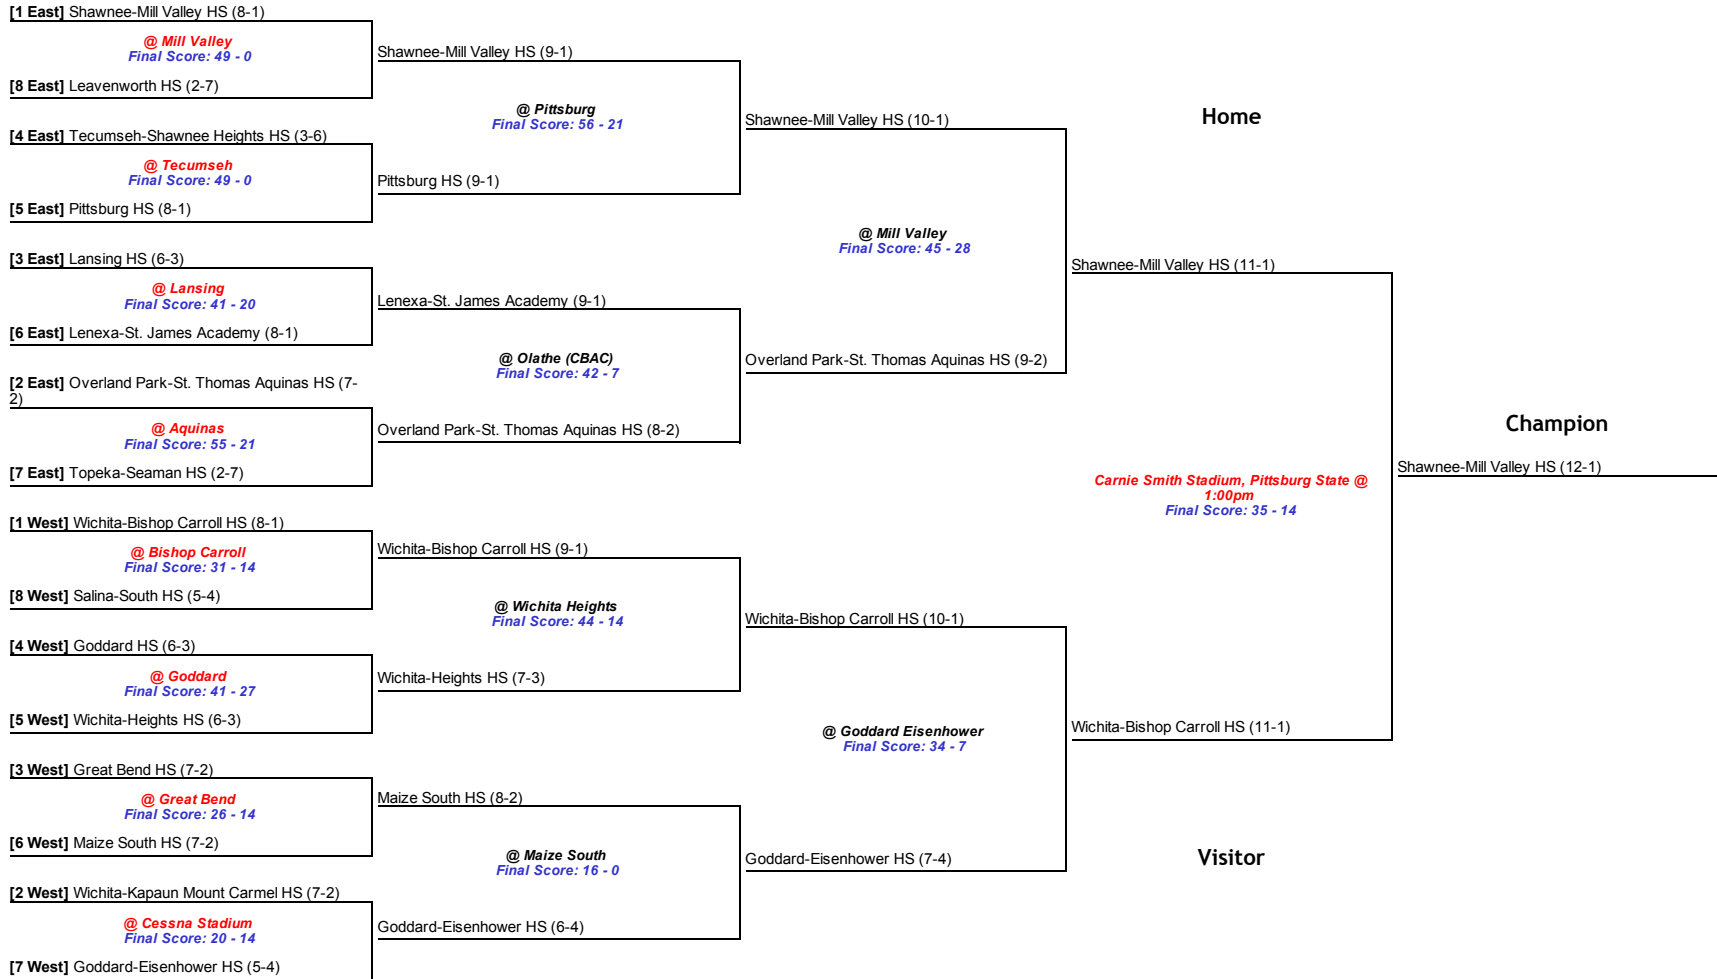 [1 East] Shawnee-Mill Valley HS (8-1)
@ Mill Valley
Final Score: 49 - 0
[8 East] Leavenworth HS (2-7)
[4 East] Tecumseh-Shawnee Heights HS (3-6)
@ Tecumseh
Final Score: 49 - 0
[5 East] Pittsburg HS (8-1)
[3 East] Lansing HS (6-3)
@ Lansing
Final Score: 41 - 20
[6 East] Lenexa-St. James Academy (8-1)
[2 East] Overland Park-St. Thomas Aquinas HS (7-
2)
@ Aquinas
Final Score: 55 - 21
[7 East] Topeka-Seaman HS (2-7)
[1 West] Wichita-Bishop Carroll HS (8-1)
@ Bishop Carroll
Final Score: 31 - 14
[8 West] Salina-South HS (5-4)
[4 West] Goddard HS (6-3)
@ Goddard
Final Score: 41 - 27
[5 West] Wichita-Heights HS (6-3)
[3 West] Great Bend HS (7-2)
@ Great Bend
Final Score: 26 - 14
[6 West] Maize South HS (7-2)
[2 West] Wichita-Kapaun Mount Carmel HS (7-2)
@ Cessna Stadium
Final Score: 20 - 14
[7 West] Goddard-Eisenhower HS (5-4)
Shawnee-Mill Valley HS (9-1)
@ Pittsburg
Final Score: 56 - 21
Pittsburg HS (9-1)
Lenexa-St. James Academy (9-1)
@ Olathe (CBAC)
Final Score: 42 - 7
Overland Park-St. Thomas Aquinas HS (8-2)
Wichita-Bishop Carroll HS (9-1)
@ Wichita Heights
Final Score: 44 - 14
Wichita-Heights HS (7-3)
Maize South HS (8-2)
@ Maize South
Final Score: 16 - 0
Goddard-Eisenhower HS (6-4)
Shawnee-Mill Valley HS (10-1)
@ Mill Valley
Final Score: 45 - 28
Overland Park-St. Thomas Aquinas HS (9-2)
Wichita-Bishop Carroll HS (10-1)
@ Goddard Eisenhower
Final Score: 34 - 7
Goddard-Eisenhower HS (7-4)
Home
Shawnee-Mill Valley HS (11-1)
Carnie Smith Stadium, Pittsburg State @
1:00pm
Final Score: 35 - 14
Wichita-Bishop Carroll HS (11-1)
Visitor
Champion
Shawnee-Mill Valley HS (12-1)